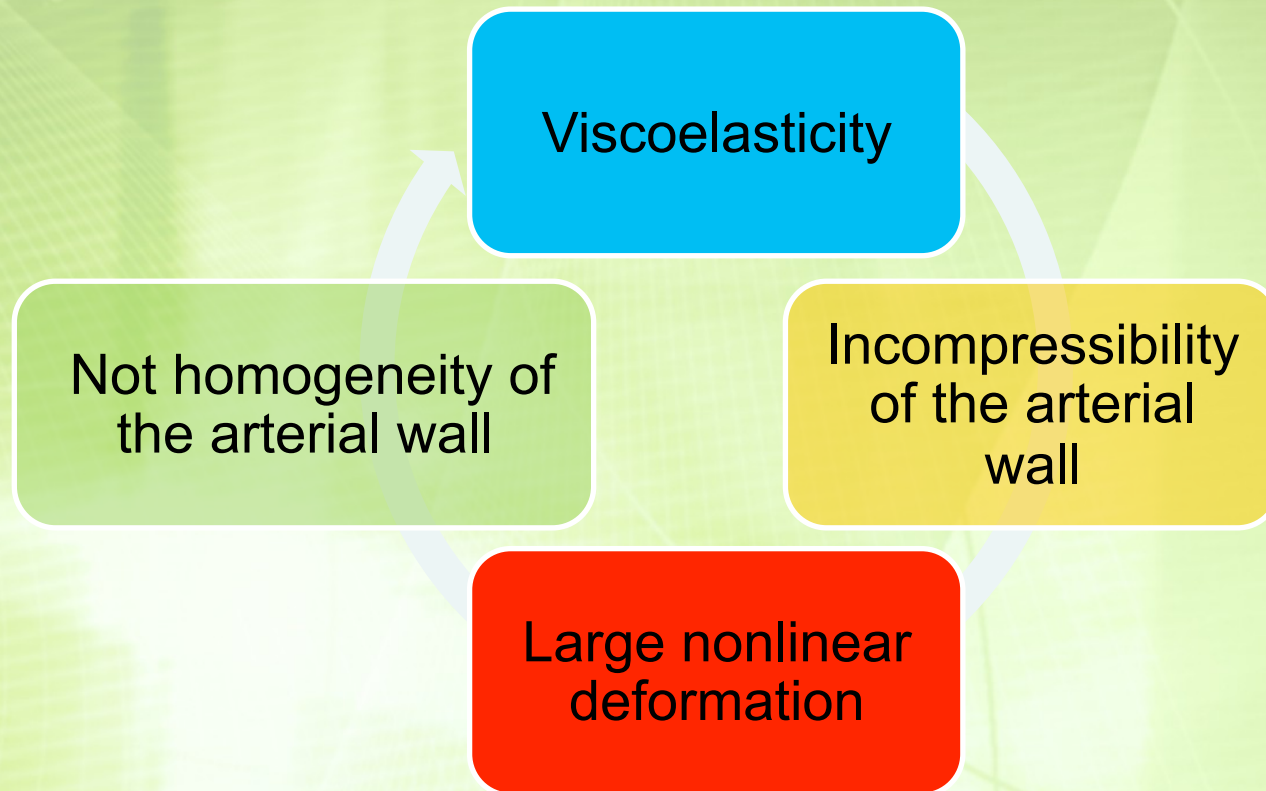 Viscoelasticity
Incompressibility
of the arterial
wall
Large nonlinear
deformation
Not homogeneity of
the arterial wall